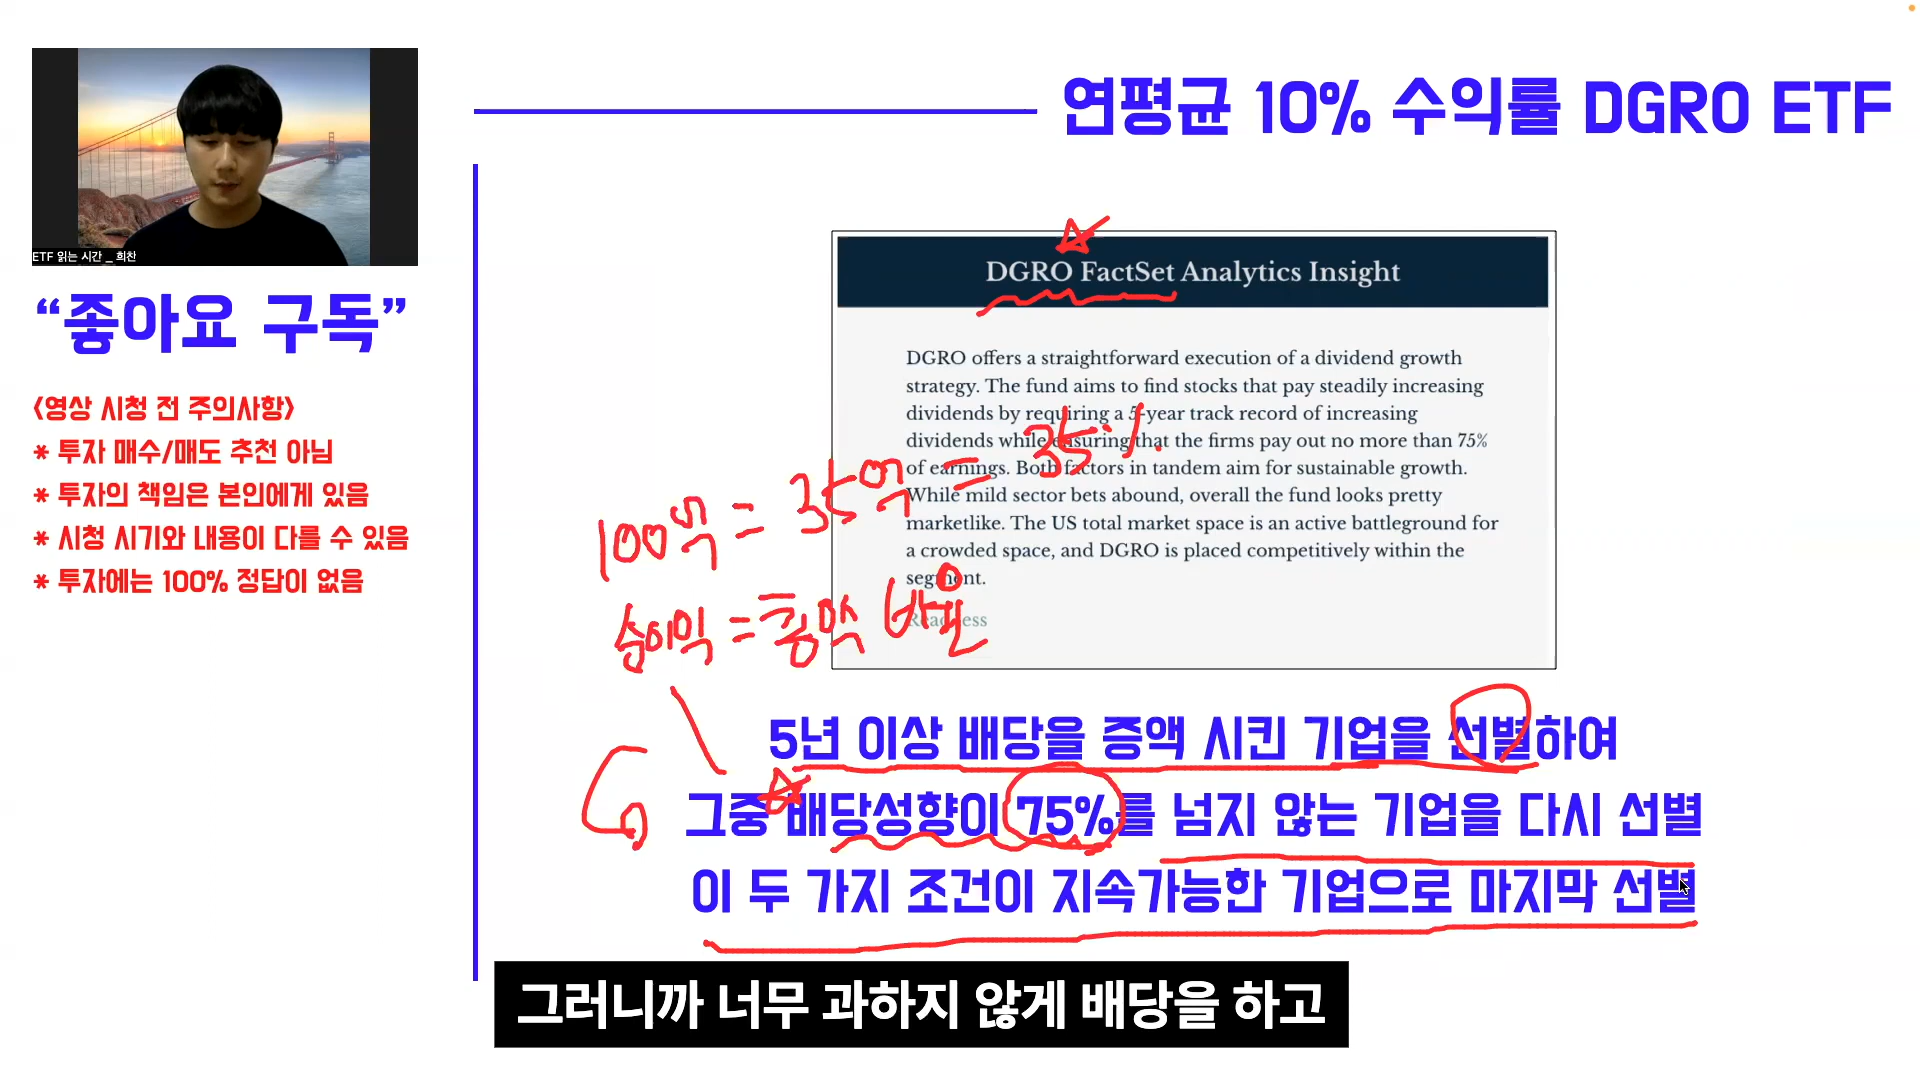 연평균 10% 수익률 DGRO ETF
ETF 읽는 시간 _ 희찬
“좋아요 구독”
<영상 시청 전 주의사항>
* 투자 매수/매도 추천 아님
* 투자의 책임은 본인에게 있음
* 시청 시기와 내용이 다를 수 있음
* 투자에는 100% 정답이 없음
DGRO FactSet Analytics Insight
DGRO offers a straightforward execution of a dividend growth
strategy. The fund aims to find stocks that pay steadily increasing
dividends by requiring a 5-year track record of increasing
dividends while ensuring that the firms pay out no more than 75%
of earnings. Both factors in tandem aim for sustainable growth.
While mild sector bets abound, overall the fund looks pretty
marketlike. The US total market space is an active battleground for
a crowded space, and DGRO is placed competitively within the
segment.
100억 = 35억 = 35%
순이익 = 총액
5년 이상 배당을 증액 시킨 기업을 선별하여
그중 배당성향이 75%를 넘지 않는 기업을 다시 선별
이 두 가지 조건이 지속가능한 기업으로 마지막 선별
그러니까 너무 과하지 않게 배당을 하고